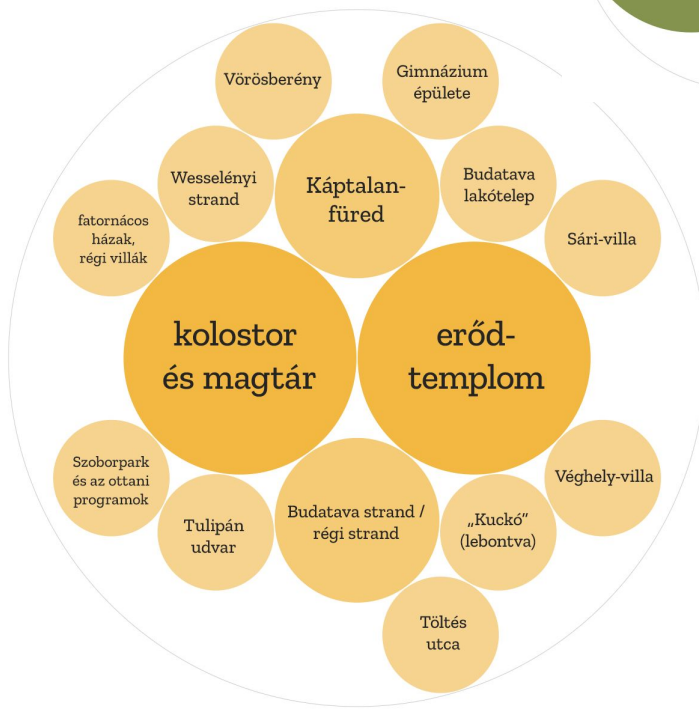 Vörösberény
Gimnázium
épülete
Wesselényi
strand
Káptalan-
füred
Budatava
lakótelep
fatornácos
házak,
régi villák
Sári-villa
kolostor
és magtár
erőd-
templom
Szoborpark
és az ottani
programok
Tulipán
udvar
Budatava strand /
régi strand
„Kuckó”
(lebontva)
Véghely-villa
Töltés
utca